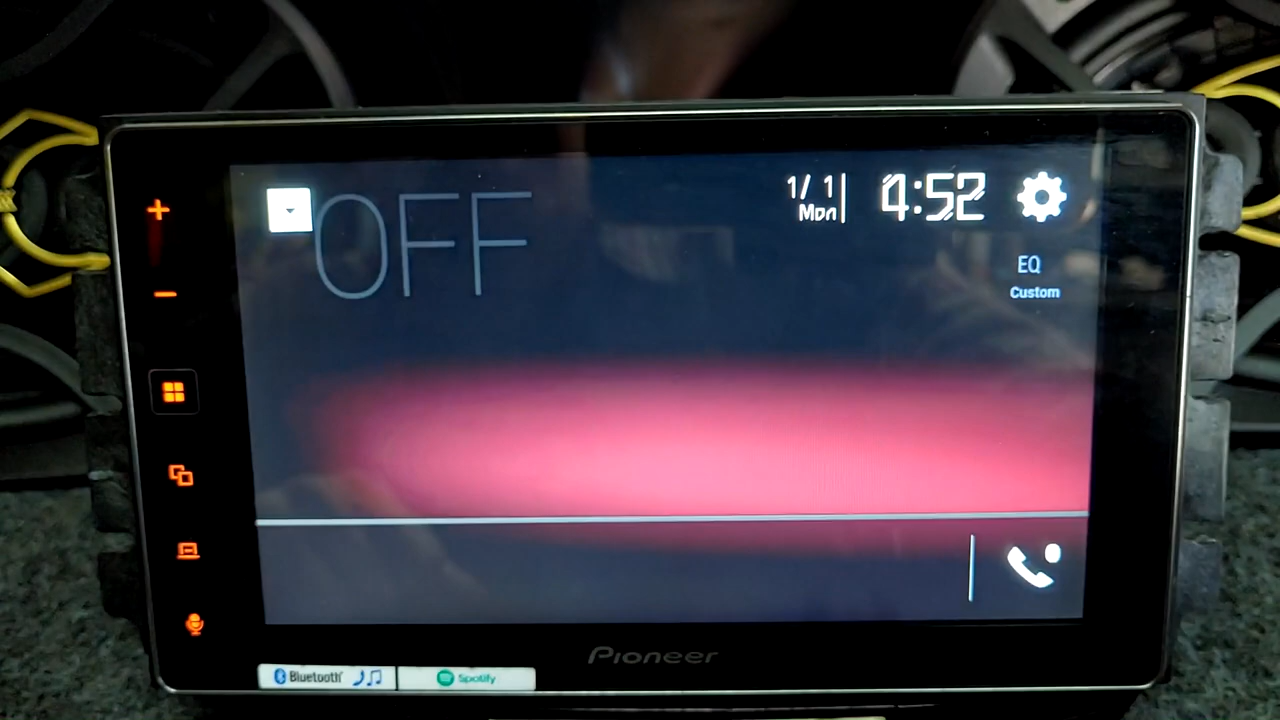 OFF
1/ 1
Mon
4:52
EQ
Custom
Pioneer
Bluetooth
Spotify